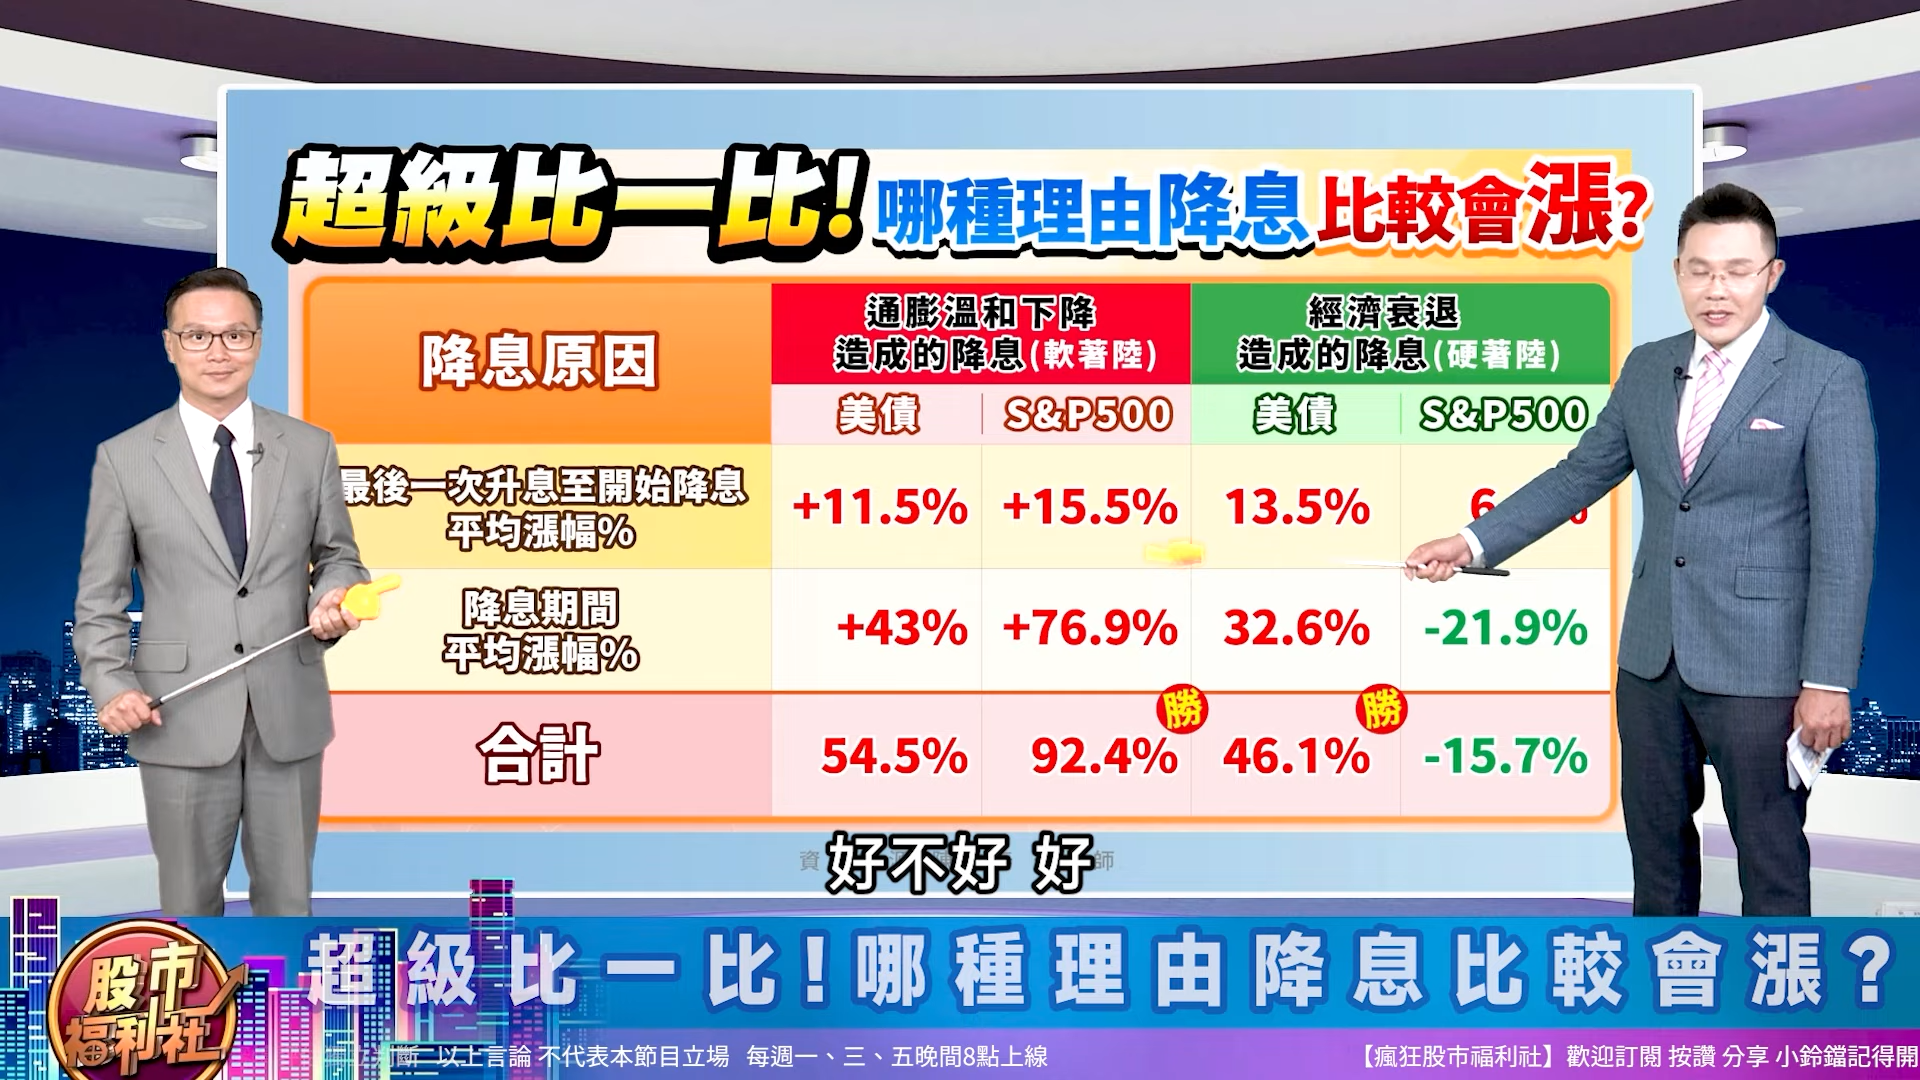 超級比一比! 哪種理由降息比較會漲?
降息原因
通膨溫和下降
造成的降息(軟著陸)
經濟衰退
造成的降息(硬著陸)
美債 S&P500 美債 S&P500
最後一次升息至開始降息
平均漲幅%
+11.5% +15.5% 13.5% 6
降息期間
平均漲幅%
+43% +76.9% 32.6% -21.9%
勝 勝
合計 54.5% 92.4% 46.1% -15.7%
資 師
好不好 好
超級比一比!哪種理由降息比較會漲?
股市
福利社
判斷 以上言論 不代表本節目立場 每週一、三、五晚間8點上線
【瘋狂股市福利社】歡迎訂閱 按讚 分享 小鈴鐺記得開